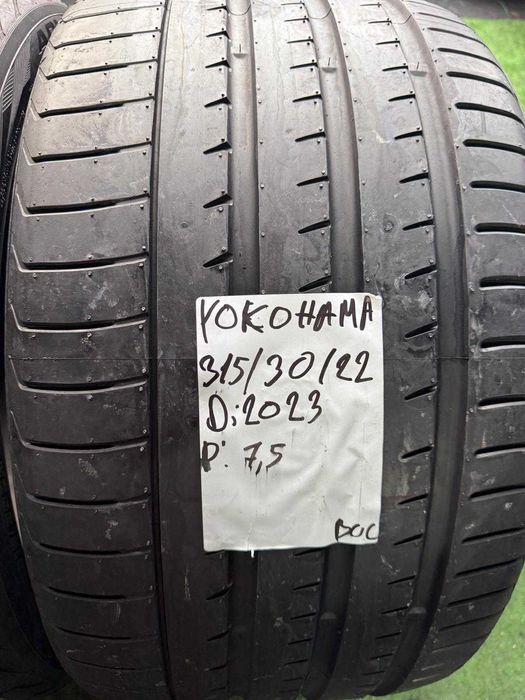 YOKOHAMA
315/30/22
D:2023
P: 7,5
BOC